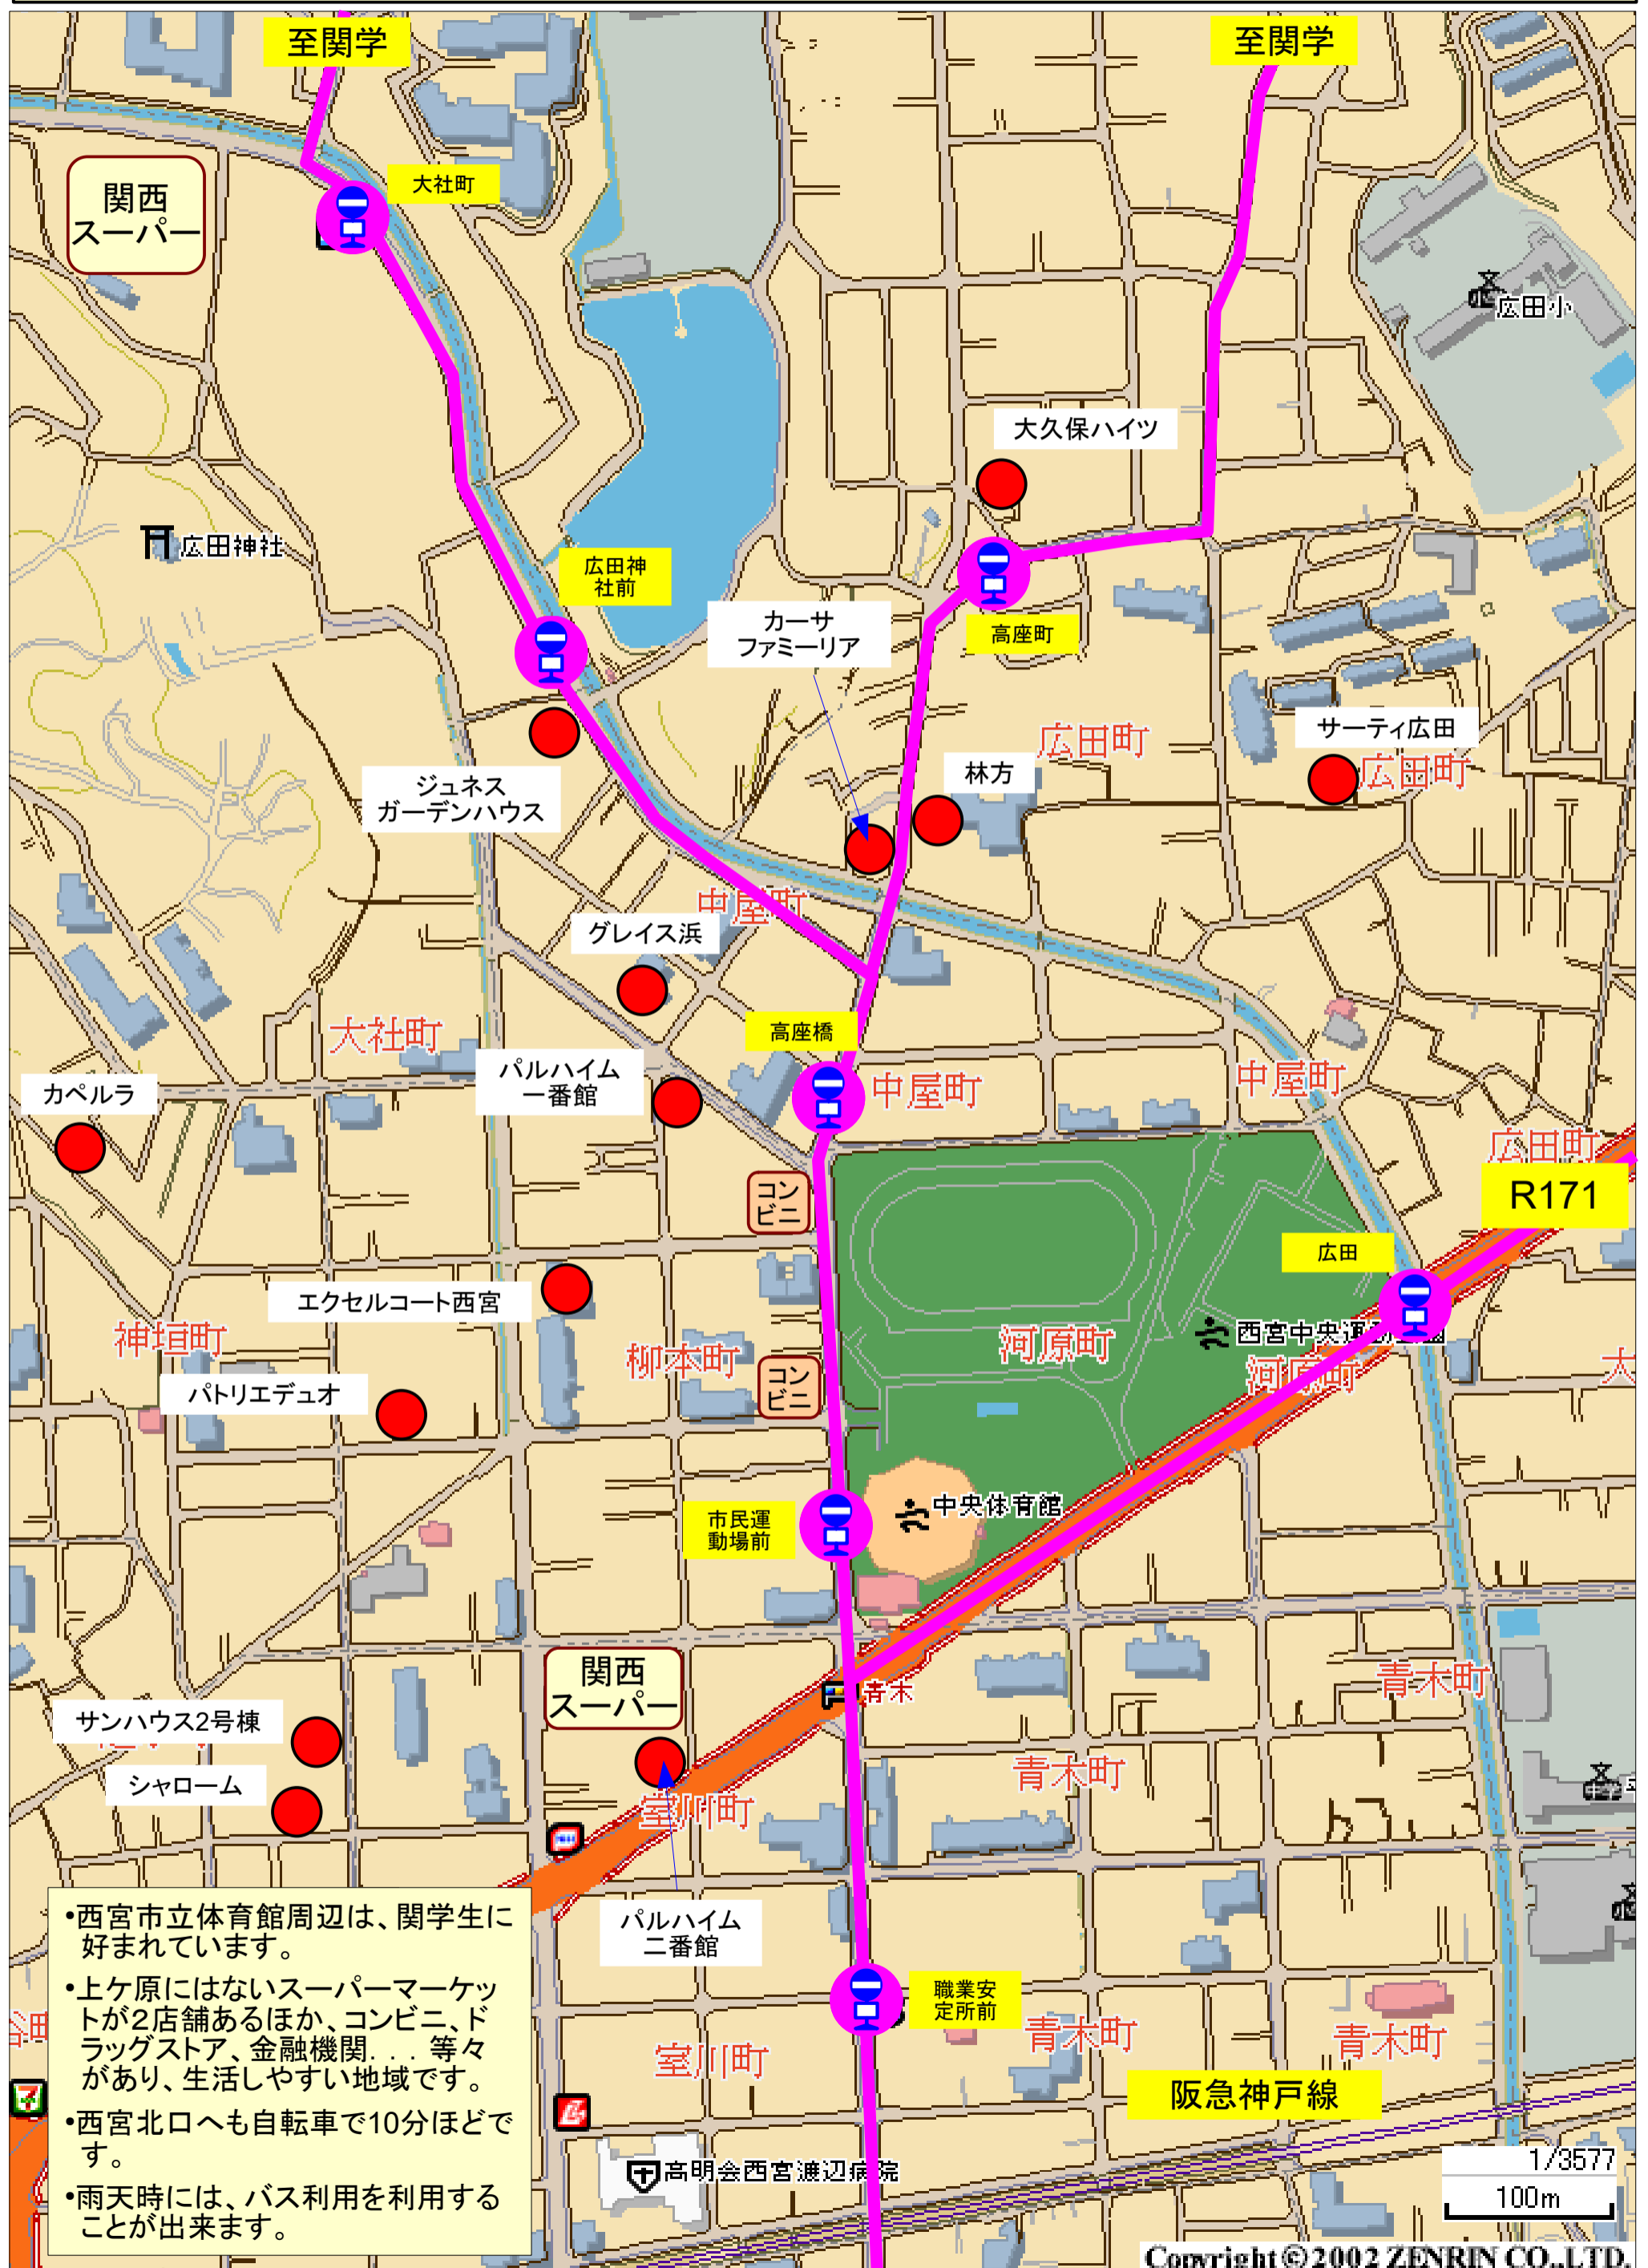 至関学
至関学
関西
スーパー
大社町
広田小
大久保ハイツ
広田神社
広田神
社前
カーサ
ファミーリア
高座町
広田町
サーティ広田
広田町
林方
ジュネス
ガーデンハウス
中屋町
グレイス浜
高座橋
大社町
パルハイム
一番館
中屋町
中屋町
カペルラ
広田町
R171
コン
ビニ
広田
エクセルコート西宮
神垣町
柳本町
河原町
西宮中央運動
河原町
大
コン
ビニ
パトリエデュオ
中央体育館
市民運
動場前
関西
スーパー
青木
青木町
サンハウス2号棟
シャローム
青木町
室川町
パルハイム
二番館
職業安
定所前
青木町
青木町
室川町
阪急神戸線
高明会西宮渡辺病院
•西宮市立体育館周辺は、関学生に
好まれています。
•上ケ原にはないスーパーマーケッ
トが2店舗あるほか、コンビニ、ド
ラッグストア、金融機関...等々
があり、生活しやすい地域です。
•西宮北口へも自転車で10分ほどで
す。
•雨天時には、バス利用を利用する
ことが出来ます。
1/3577
100m
Copyright©2002 ZENRIN CO.,LTD.